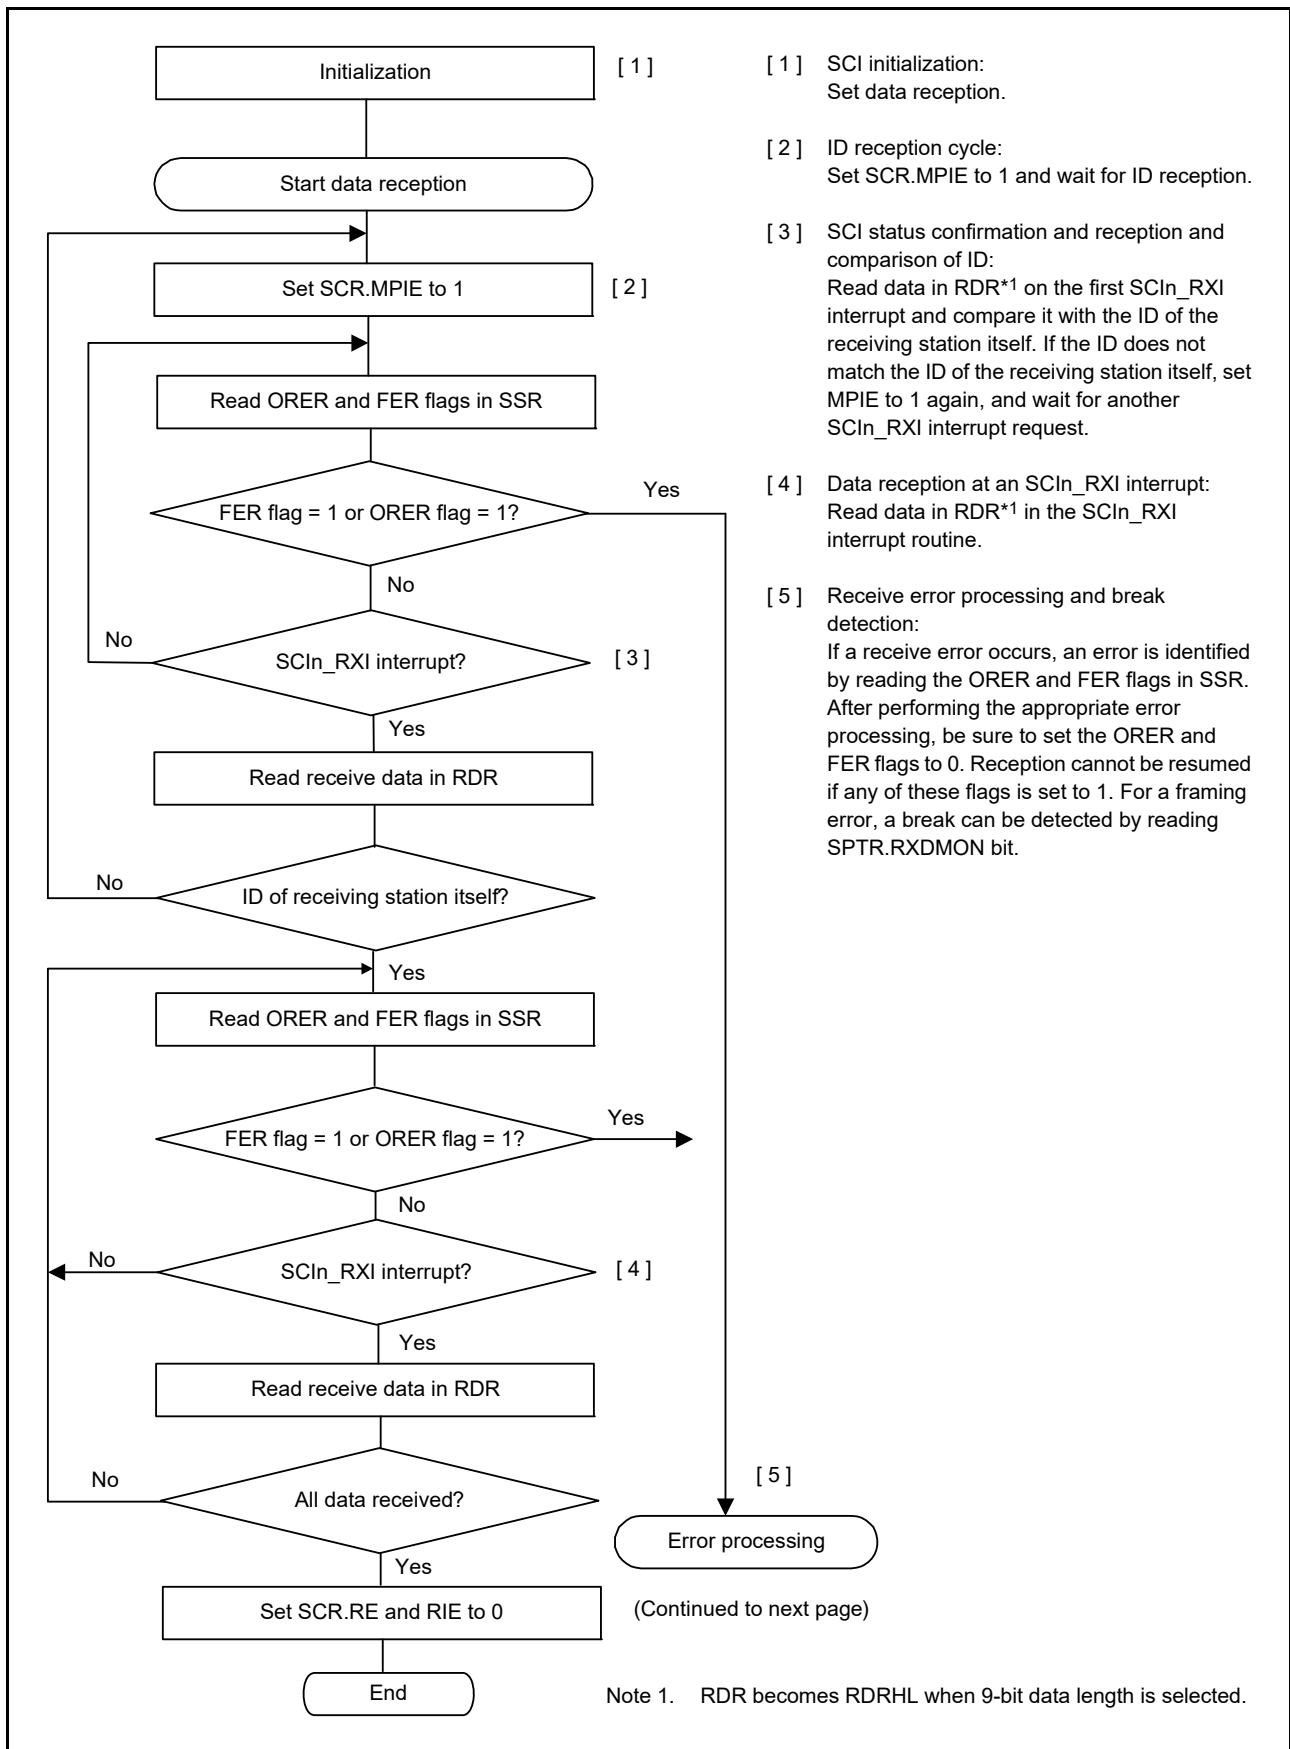 Initialization
[ 1 ]
Start data reception
Set SCR.MPIE to 1
[ 2 ]
Read ORER and FER flags in SSR
FER flag = 1 or ORER flag = 1?
Yes
No
SCIn_RXI interrupt?
[ 3 ]
No
Yes
Read receive data in RDR
ID of receiving station itself?
No
Yes
Read ORER and FER flags in SSR
FER flag = 1 or ORER flag = 1?
Yes
No
SCIn_RXI interrupt?
No
[ 4 ]
Yes
Read receive data in RDR
All data received?
No
Yes
Set SCR.RE and RIE to 0
End
[ 5 ]
Error processing
(Continued to next page)
[ 1 ] SCI initialization:
Set data reception.
[ 2 ] ID reception cycle:
Set SCR.MPIE to 1 and wait for ID reception.
[ 3 ] SCI status confirmation and reception and
comparison of ID:
Read data in RDR*1 on the first SCIn_RXI
interrupt and compare it with the ID of the
receiving station itself. If the ID does not
match the ID of the receiving station itself, set
MPIE to 1 again, and wait for another
SCIn_RXI interrupt request.
[ 4 ] Data reception at an SCIn_RXI interrupt:
Read data in RDR*1 in the SCIn_RXI
interrupt routine.
[ 5 ] Receive error processing and break
detection:
If a receive error occurs, an error is identified
by reading the ORER and FER flags in SSR.
After performing the appropriate error
processing, be sure to set the ORER and
FER flags to 0. Reception cannot be resumed
if any of these flags is set to 1. For a framing
error, a break can be detected by reading
SPTR.RXDMON bit.
Note 1. RDR becomes RDRHL when 9-bit data length is selected.